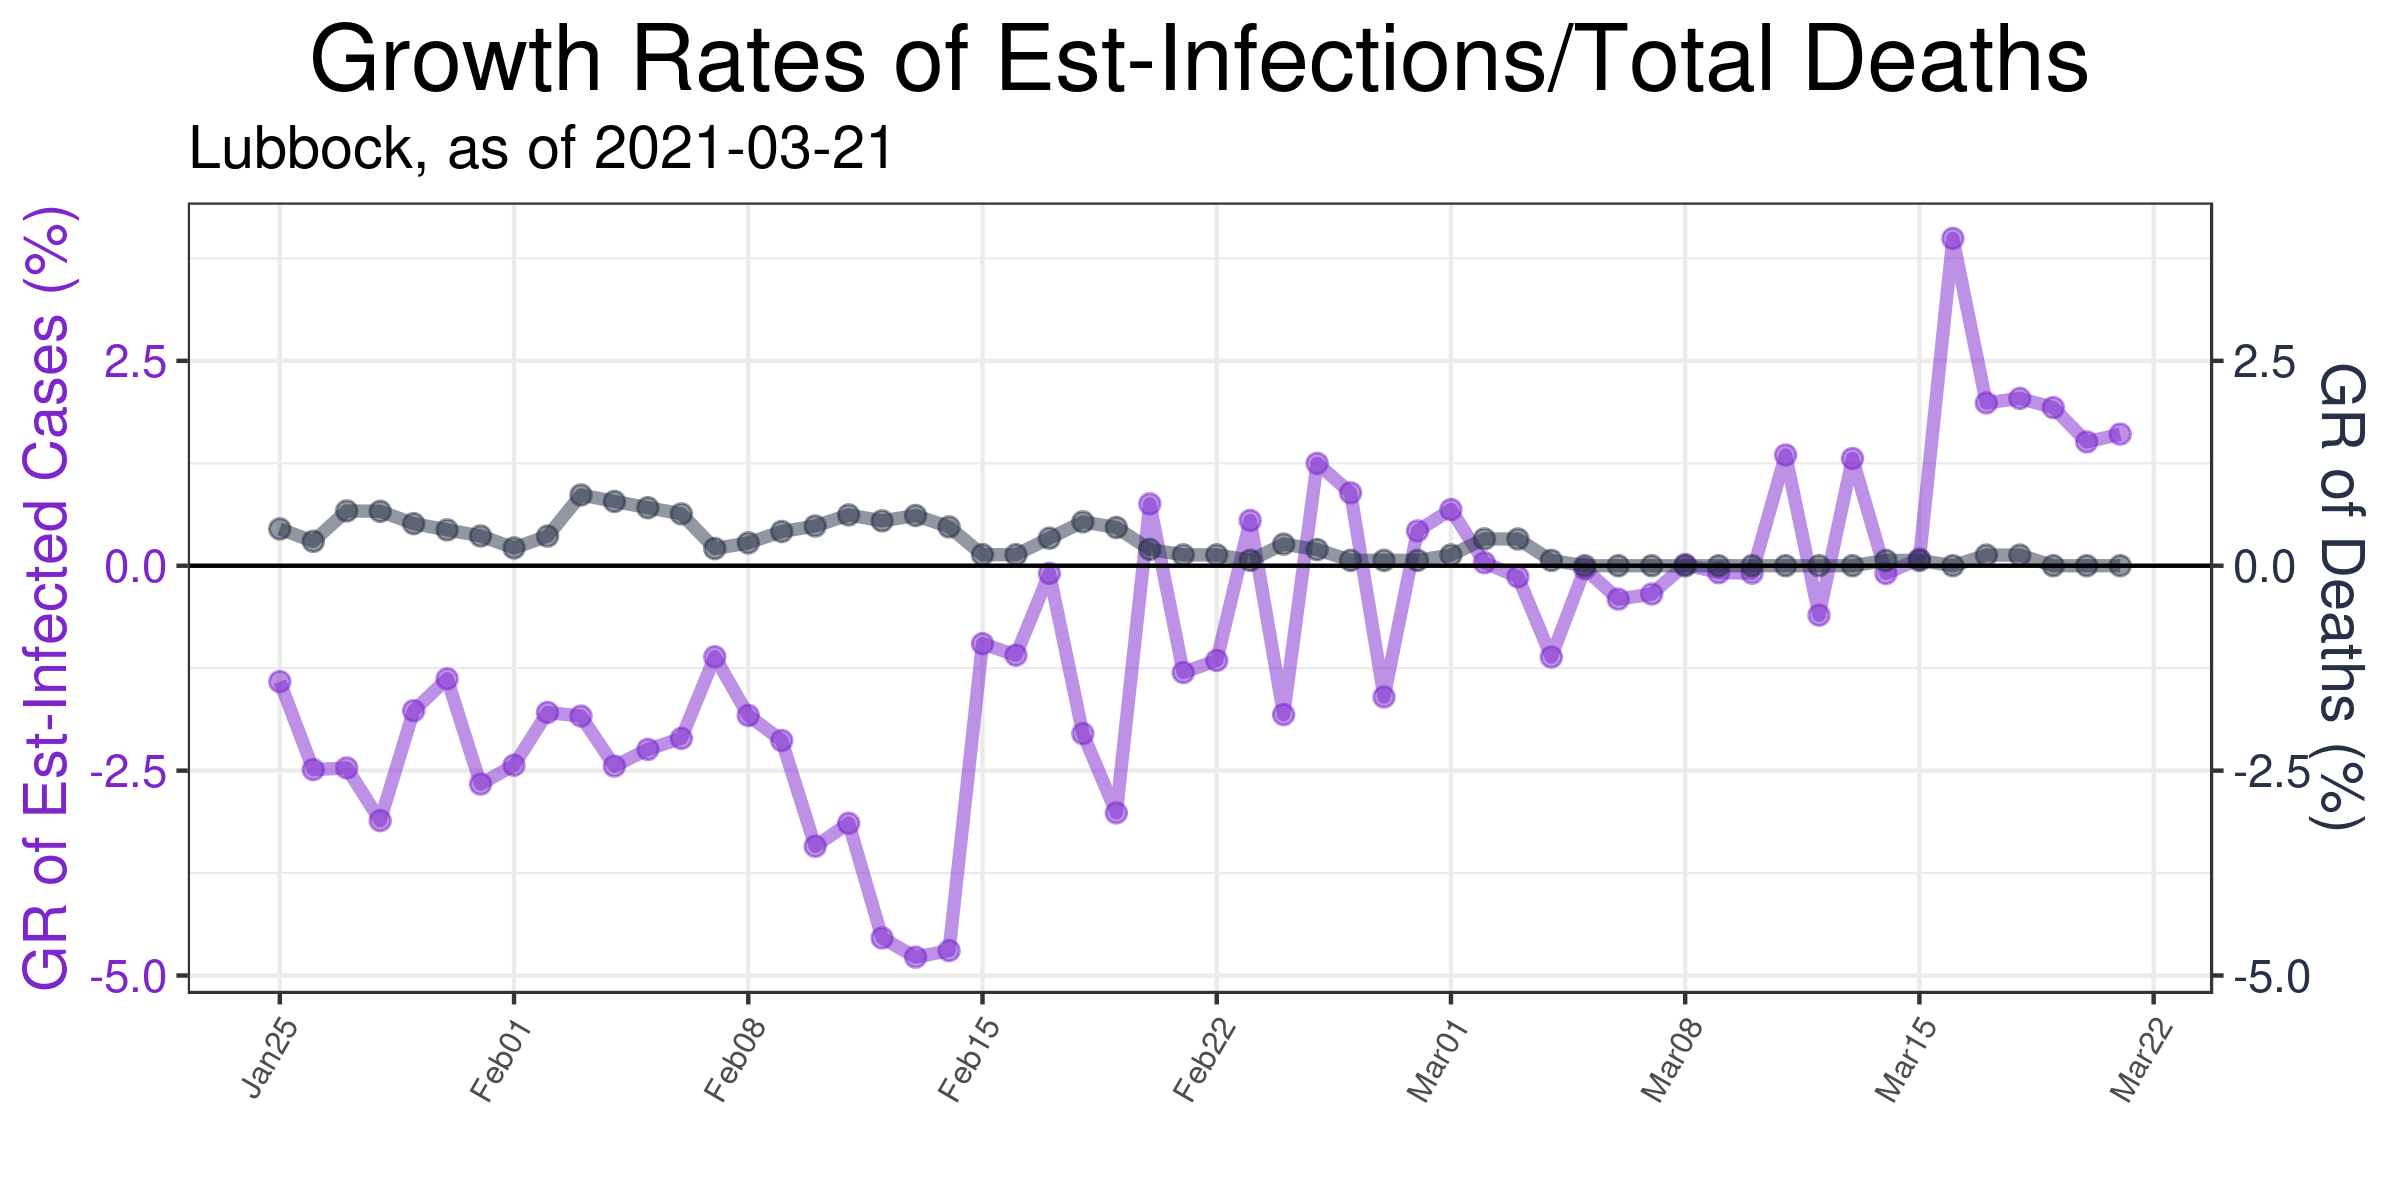 Growth Rates of Est-Infections/Total Deaths
Lubbock, as of 2021-03-21
GR of Est-Infected Cases (%)
2.5
0.0
-2.5
-5.0
2.5
0.0
-2.5
-5.0
GR of Deaths (%)
Jan25
Feb01
Feb08
Feb15
Feb22
Mar01
Mar08
Mar15
Mar22